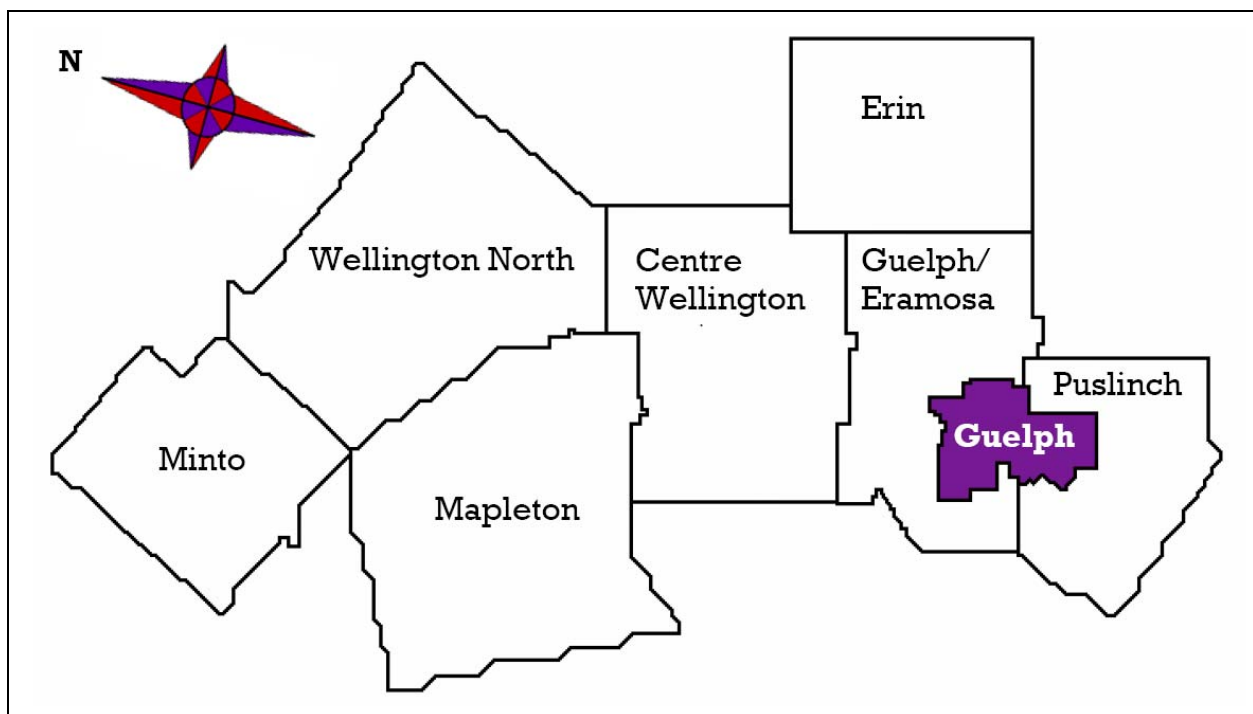 N
Erin
Wellington North
Centre
Wellington
Guelph/
Eramosa
Puslinch
Guelph
Minto
Mapleton